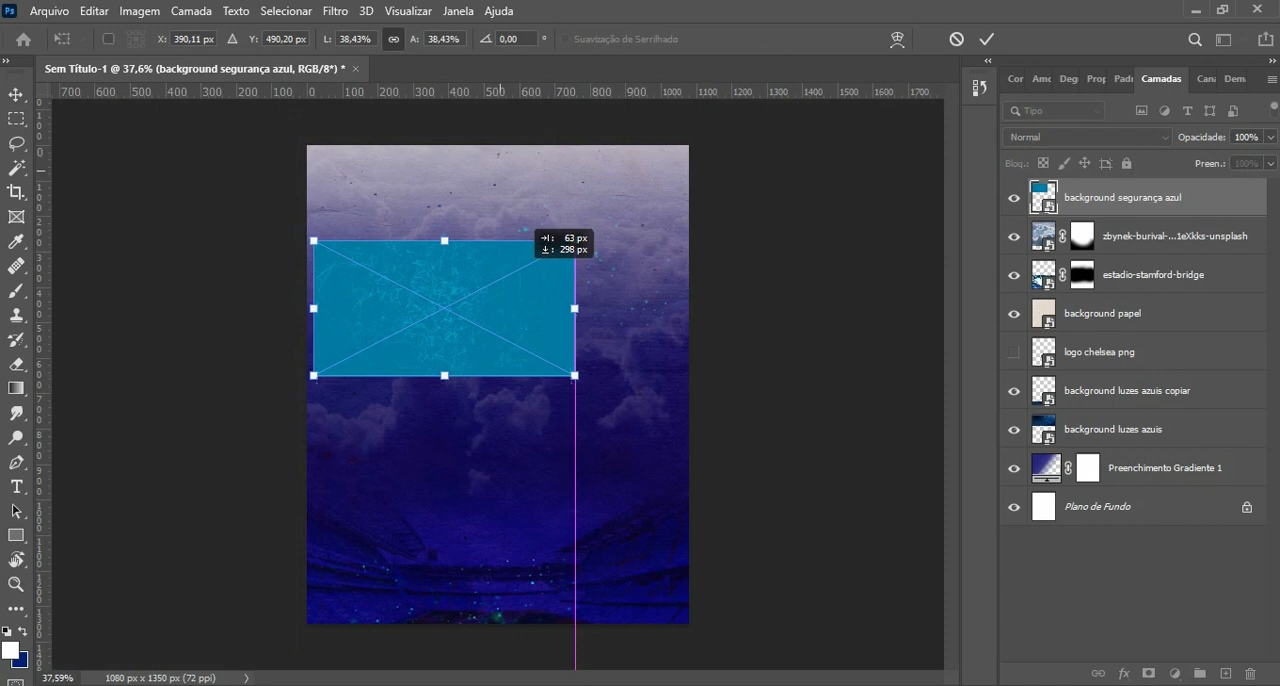 Ps Arquivo Editar Imagem Camada Texto Selecionar Filtro 3D Visualizar Janela Ajuda
X: 390,11 px Y: 490,20 px L: 38,43% A: 38,43% 0,00 ° Suavização de Serrilhado
Sem Título-1 @ 37,6% (background segurança azul, RGB/8*) * ×
Cor Amo Deg Prop Padr Camadas Cana Dem
700 600 500 400 300 200 100 0 100 200 300 400 500 600 700 800 900 1000 1100 1200 1300 1400 1500 1600 1700
Tipo
Normal Opacidade: 100%
Bloq.: Preen.: 100%
63 px
298 px
background segurança azul
zbynek-burival-...1eXkks-unsplash
estadio-stamford-bridge
background papel
logo chelsea png
background luzes azuis copiar
background luzes azuis
Preenchimento Gradiente 1
Plano de Fundo
T
fx
37,59% 1080 px x 1350 px (72 ppi)